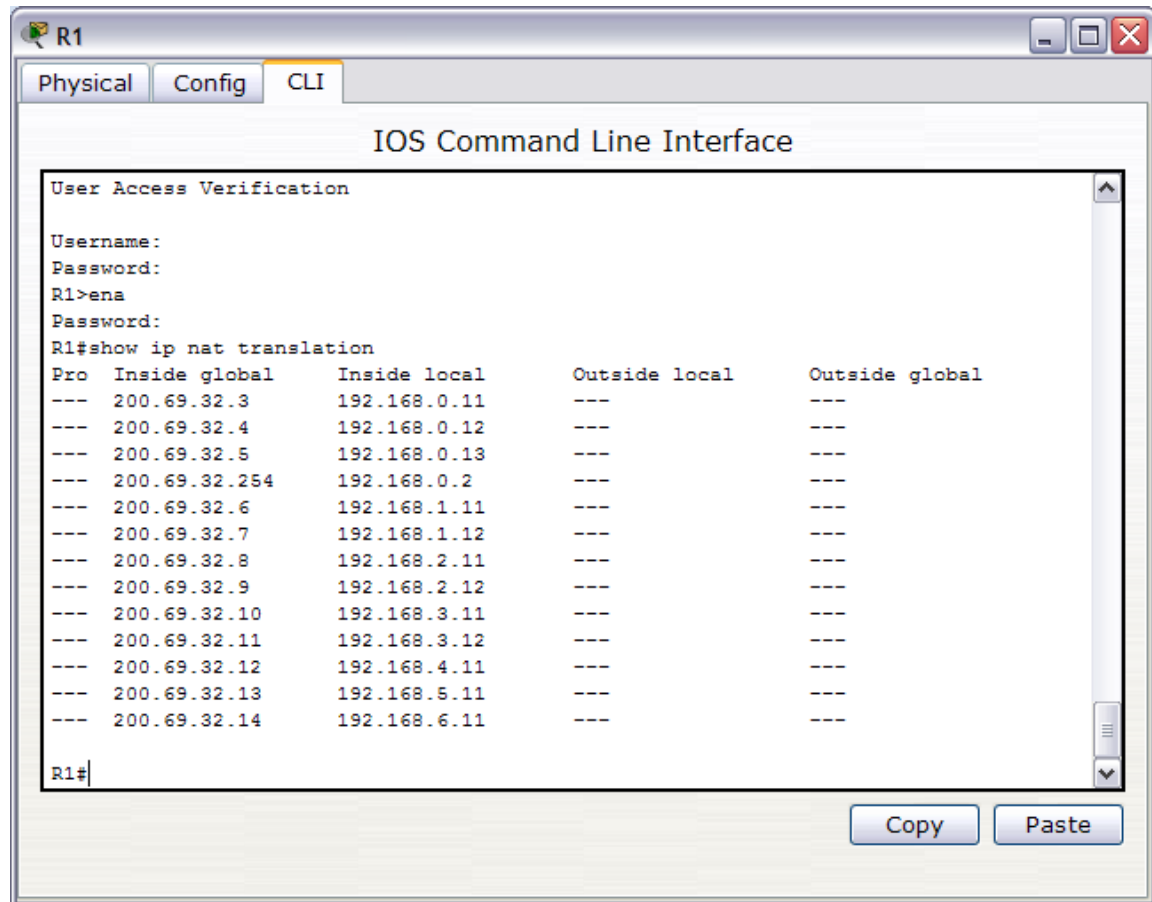 R1
Physical Config CLI
IOS Command Line Interface
User Access Verification
Username:
Password:
R1>ena
Password:
R1#show ip nat translation
Pro  Inside global     Inside local       Outside local      Outside global
---  200.69.32.3       192.168.0.11       ---                ---
---  200.69.32.4       192.168.0.12       ---                ---
---  200.69.32.5       192.168.0.13       ---                ---
---  200.69.32.254     192.168.0.2        ---                ---
---  200.69.32.6       192.168.1.11       ---                ---
---  200.69.32.7       192.168.1.12       ---                ---
---  200.69.32.8       192.168.2.11       ---                ---
---  200.69.32.9       192.168.2.12       ---                ---
---  200.69.32.10      192.168.3.11       ---                ---
---  200.69.32.11      192.168.3.12       ---                ---
---  200.69.32.12      192.168.4.11       ---                ---
---  200.69.32.13      192.168.5.11       ---                ---
---  200.69.32.14      192.168.6.11       ---                ---
R1#
Copy Paste